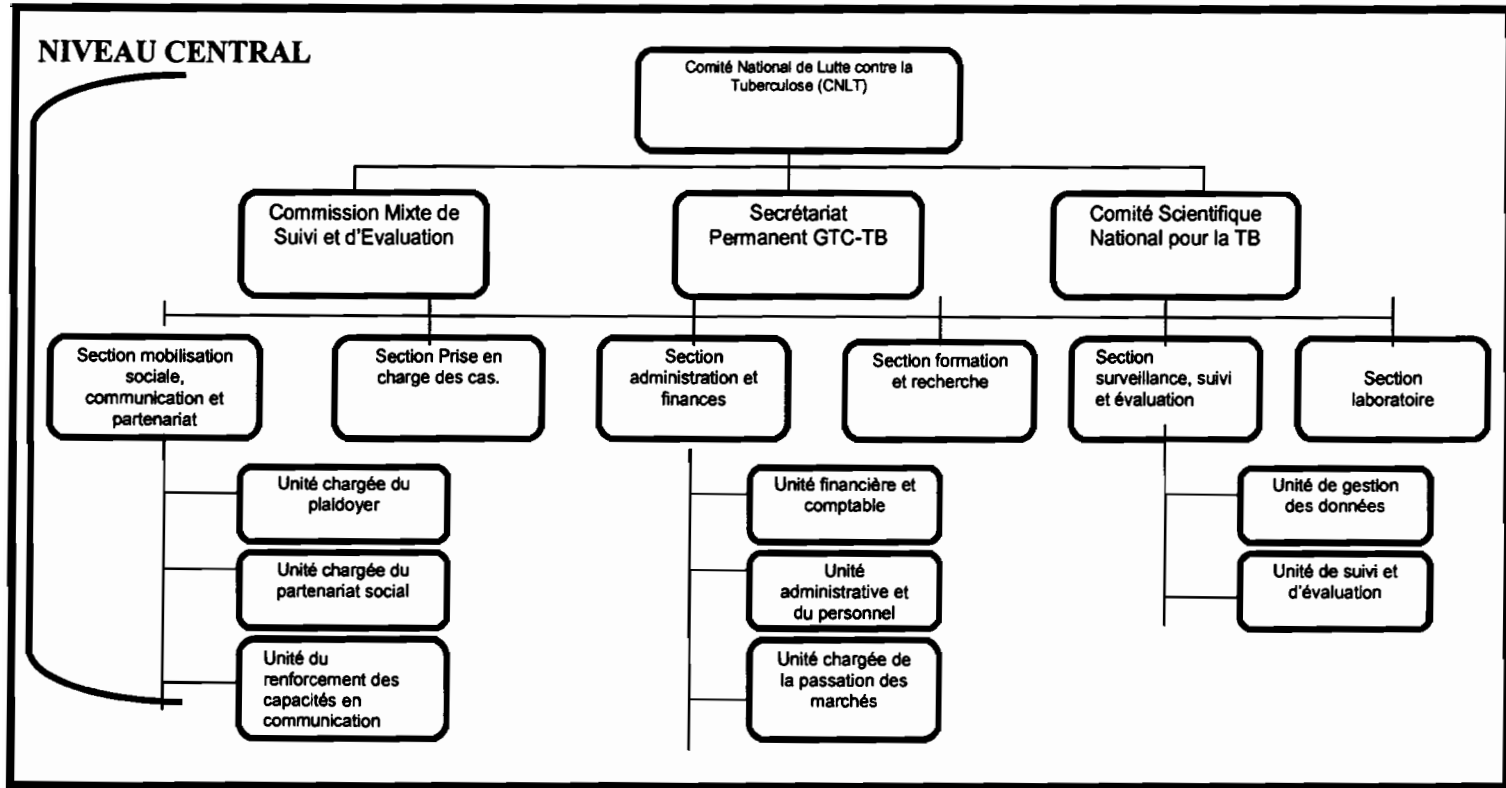 NIVEAU CENTRAL
Comité National de Lutte contre la
Tuberculose (CNLT)
Commission Mixte de
Suivi et d'Evaluation
Secrétariat
Permanent GTC-TB
Comité Scientifique
National pour la TB
Section mobilisation
sociale,
communication et
partenariat
Section Prise en
charge des cas.
Section
administration et
finances
Section formation
et recherche
Section
surveillance, suivi
et évaluation
Section
laboratoire
Unité chargée du
plaidoyer
Unité chargée du
partenariat social
Unité du
renforcement des
capacités en
communication
Unité financière et
comptable
Unité
administrative et
du personnel
Unité chargée de
la passation des
marchés
Unité de gestion
des données
Unité de suivi et
d'évaluation